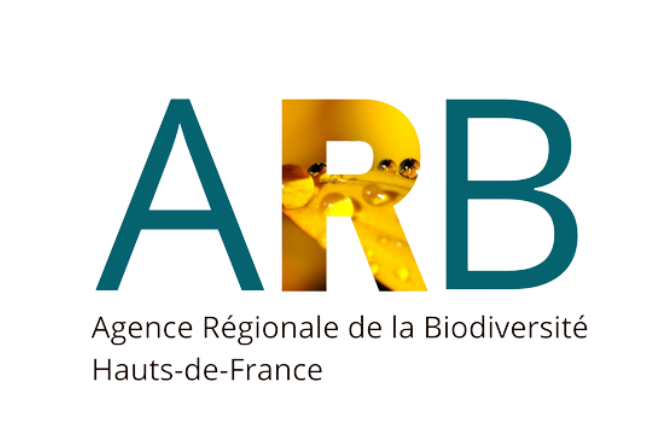 ARB
Agence Régionale de la Biodiversité
Hauts-de-France